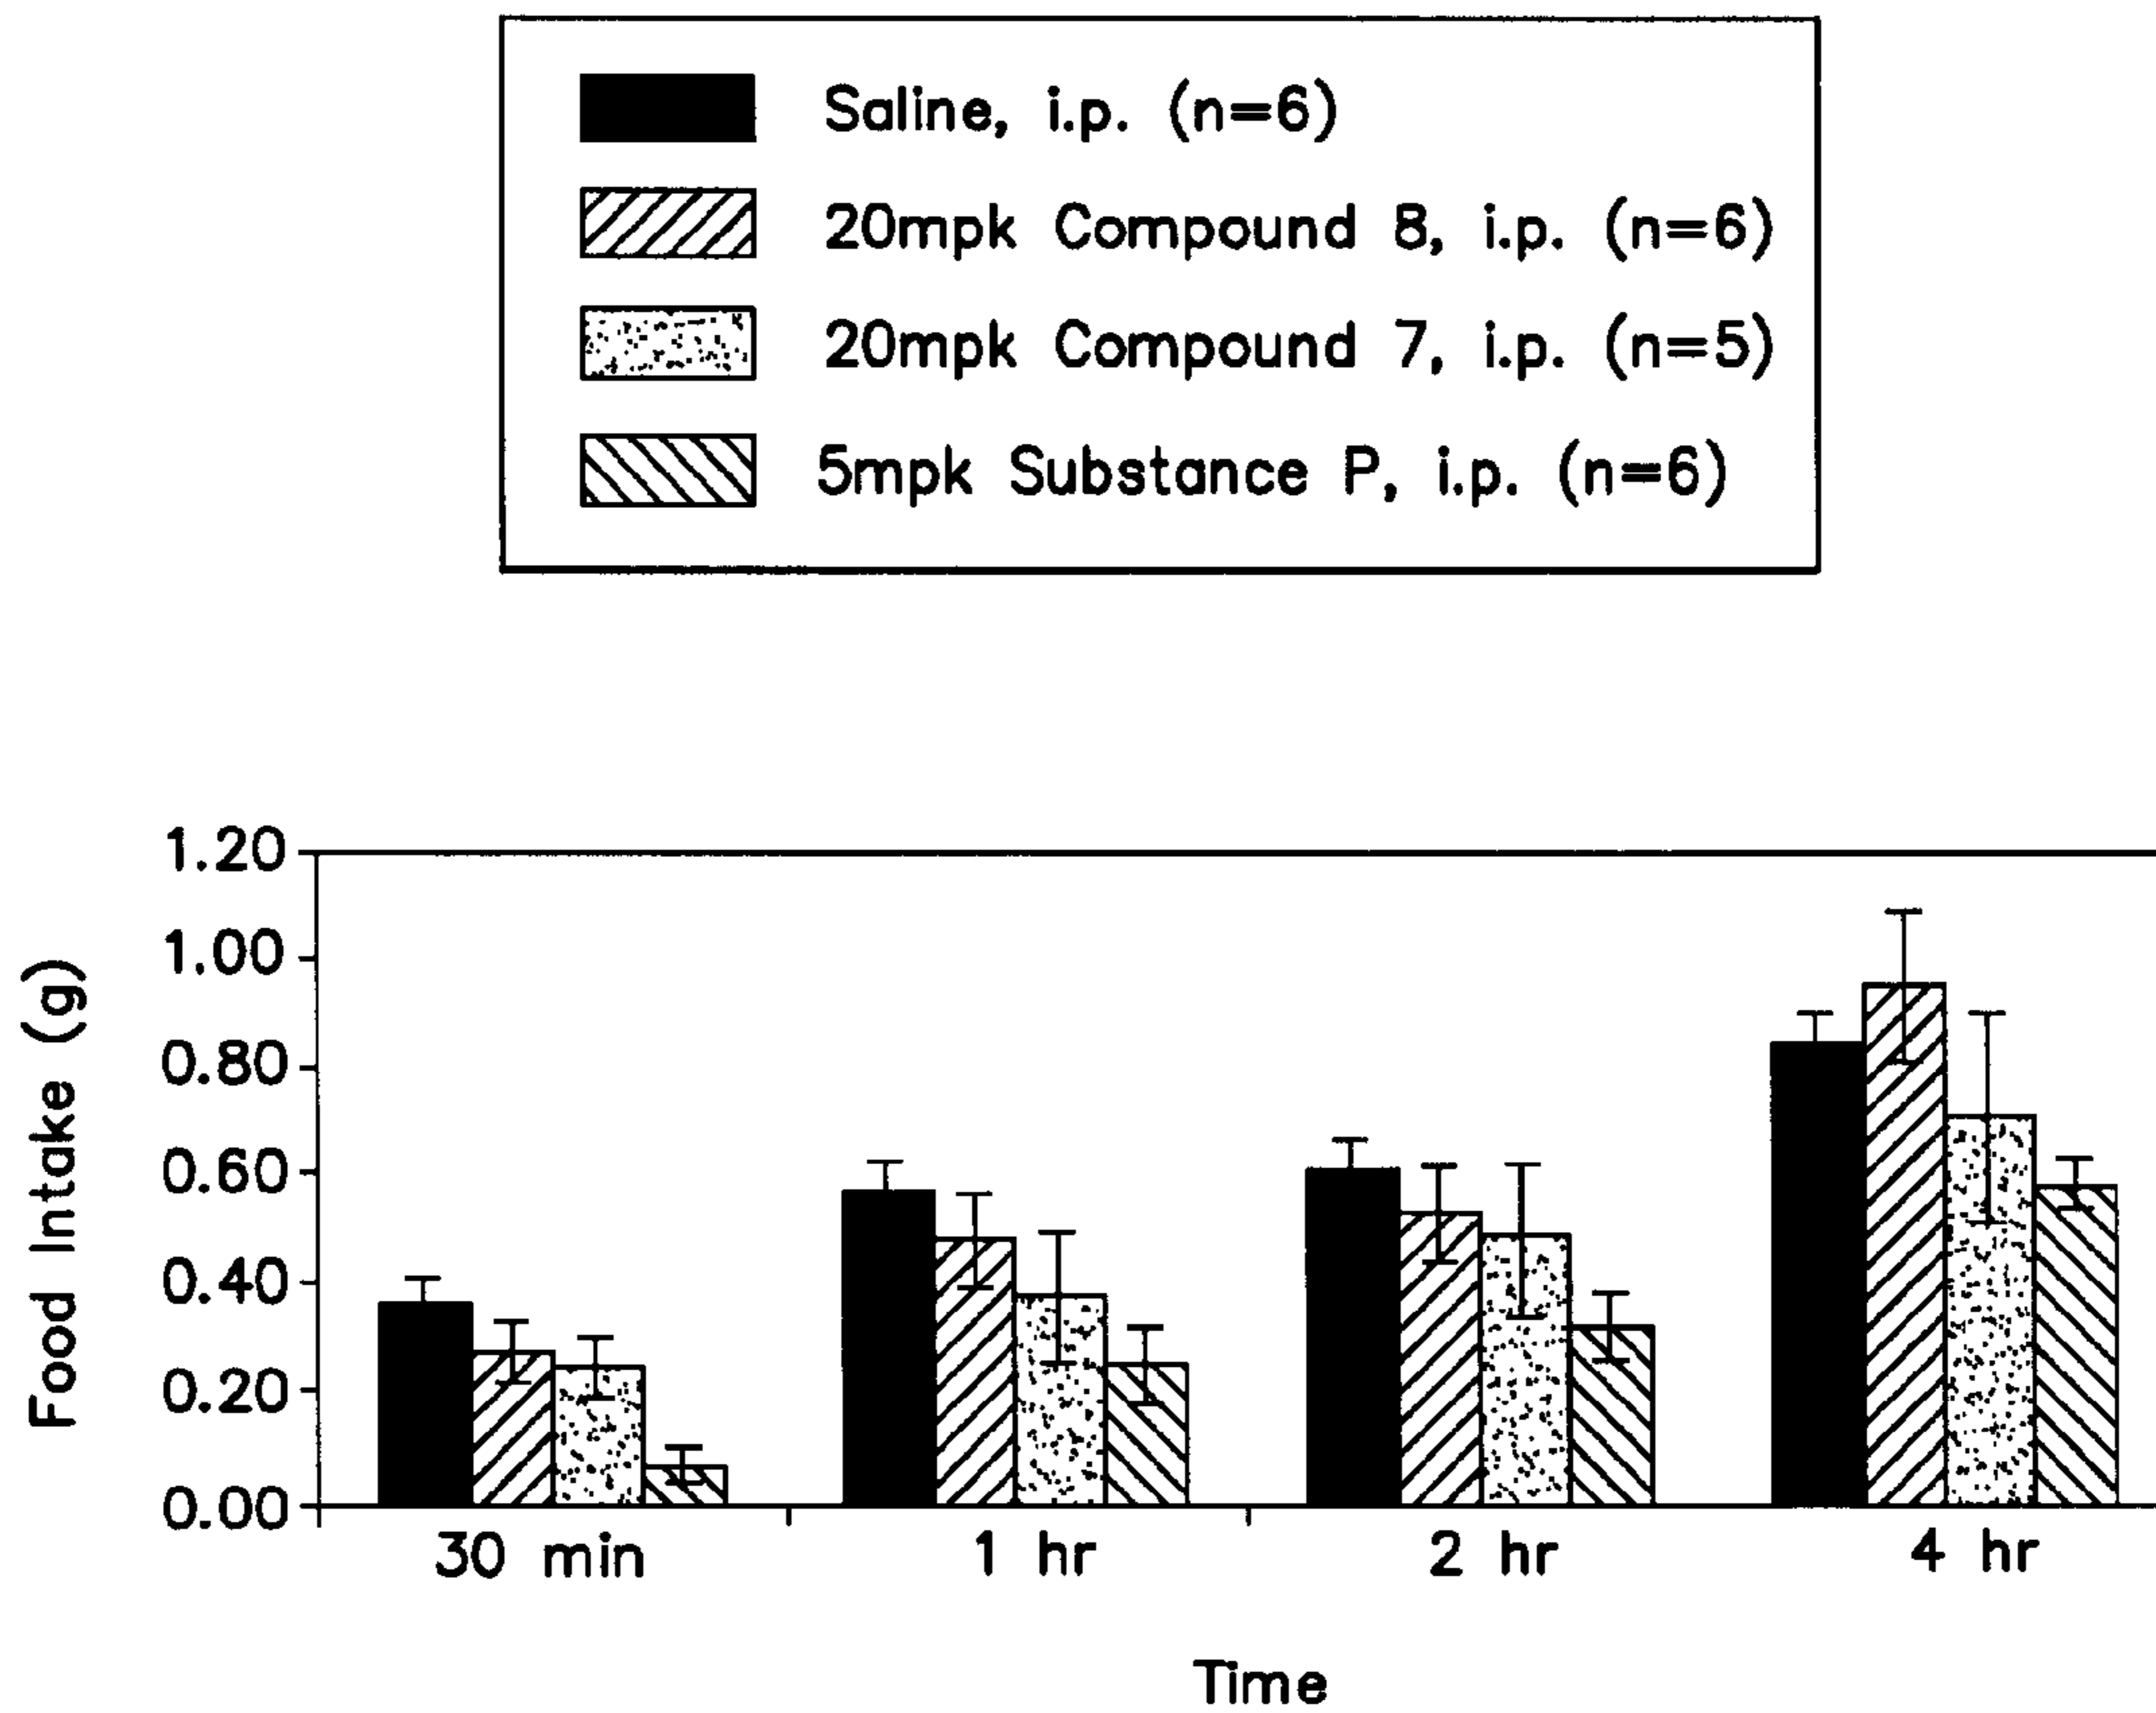 Saline, i.p. (n=6)
20mpk Compound 8, i.p. (n=6)
20mpk Compound 7, i.p. (n=5)
5mpk Substance P, i.p. (n=6)
1.20
1.00
0.80
0.60
0.40
0.20
0.00
Food Intake (g)
30 min 1 hr 2 hr 4 hr
Time